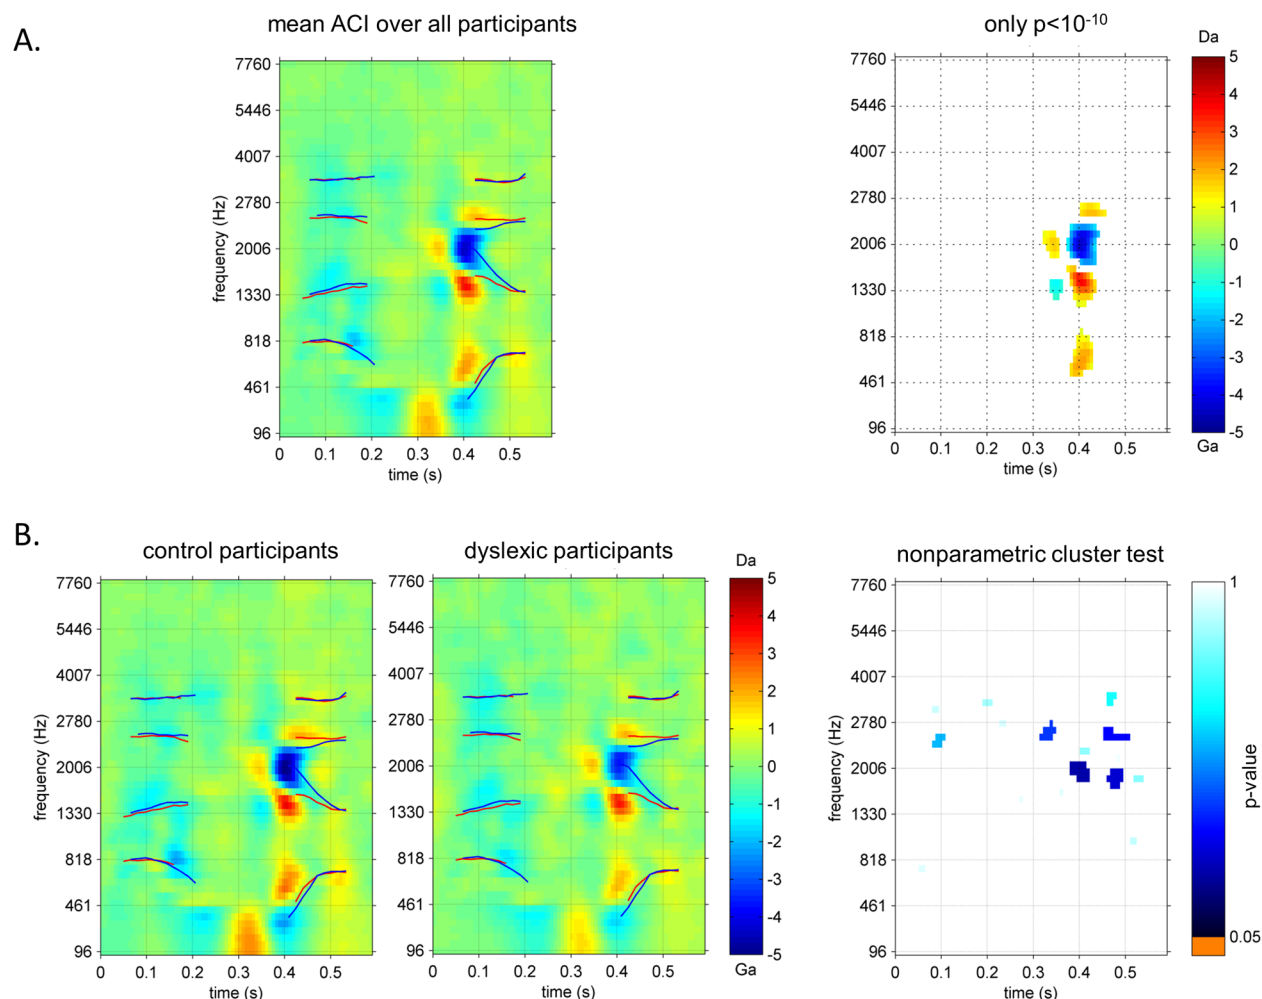 A.
mean ACI over all participants
7760
5446
4007
2780
2006
1330
818
461
96
frequency (Hz)
0 0.1 0.2 0.3 0.4 0.5
time (s)
only p<10-10
7760
5446
4007
2780
2006
1330
818
461
96
0 0.1 0.2 0.3 0.4 0.5
time (s)
Da
5
4
3
2
1
0
-1
-2
-3
-4
-5
Ga
B.
control participants
7760
5446
4007
2780
2006
1330
818
461
96
frequency (Hz)
0 0.1 0.2 0.3 0.4 0.5
time (s)
dyslexic participants
7760
5446
4007
2780
2006
1330
818
461
96
0 0.1 0.2 0.3 0.4 0.5
time (s)
Da
5
4
3
2
1
0
-1
-2
-3
-4
-5
Ga
nonparametric cluster test
7760
5446
4007
2780
2006
1330
818
461
96
frequency (Hz)
0 0.1 0.2 0.3 0.4 0.5
time (s)
1
0.05
p-value